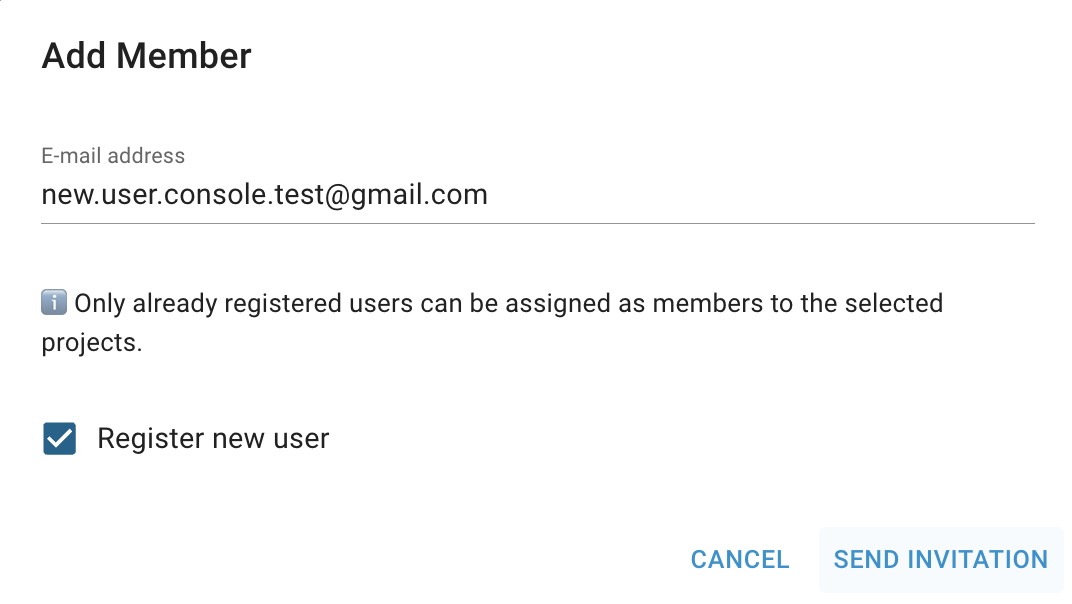 Add Member
E-mail address
new.user.console.test@gmail.com
ℹ️ Only already registered users can be assigned as members to the selected
projects.
Register new user
CANCEL SEND INVITATION